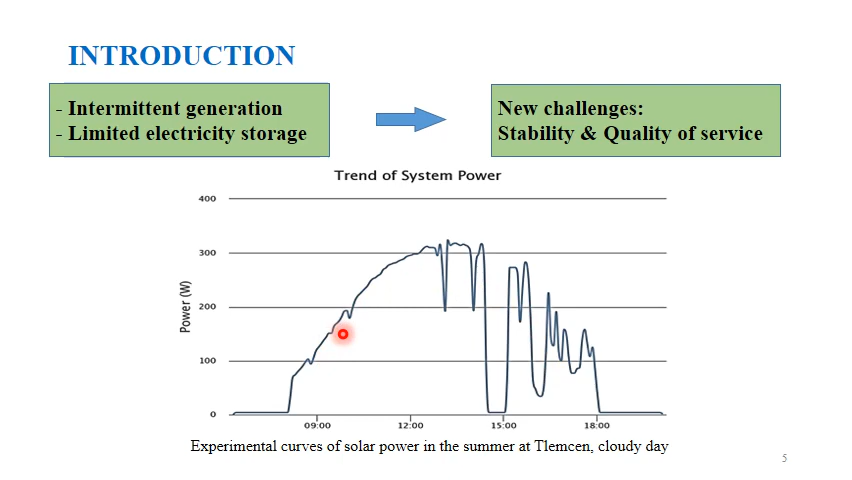 INTRODUCTION
- Intermittent generation
- Limited electricity storage
New challenges:
Stability & Quality of service
Trend of System Power
400
300
200
100
0
Power (W)
09:00
12:00
15:00
18:00
Experimental curves of solar power in the summer at Tlemcen, cloudy day
5